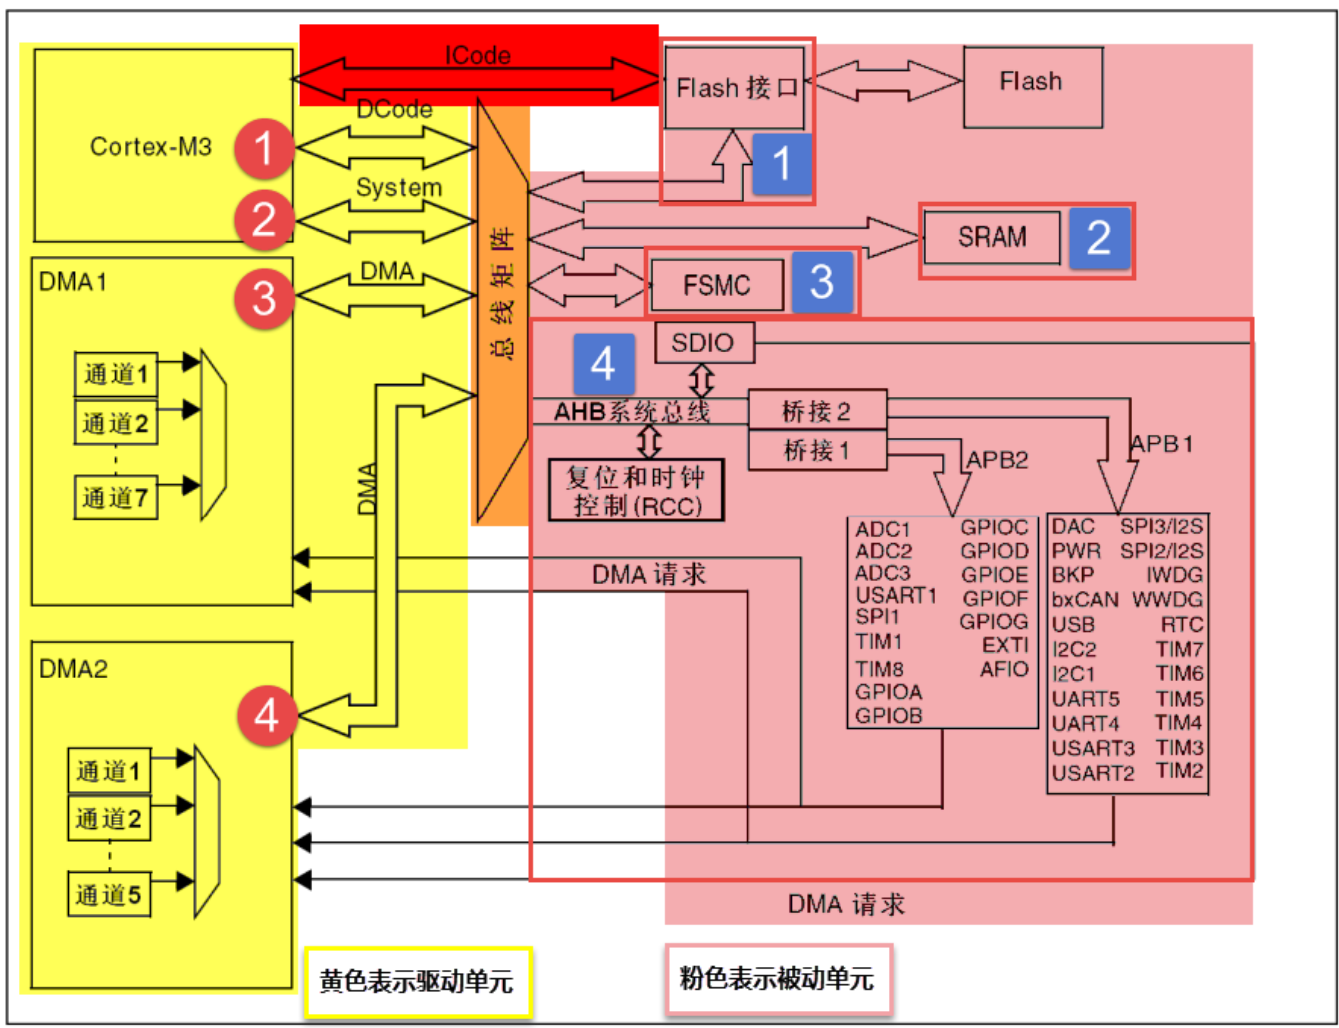 ICode
Flash 接口
Flash
DCode
Cortex-M3
1
1
System
2
SRAM
2
DMA1
3
DMA
FSMC
3
总线矩阵
SDIO
4
通道1
通道2
通道7
AHB系统总线
桥接2
桥接1
APB2
APB1
复位和时钟
控制(RCC)
DMA
ADC1 GPIOC
ADC2 GPIOD
ADC3 GPIOE
USART1 GPIOF
SPI1 GPIOG
TIM1 EXTI
TIM8 AFIO
GPIOA
GPIOB
DAC SPI3/I2S
PWR SPI2/I2S
BKP IWDG
bxCAN WWDG
USB RTC
I2C2 TIM7
I2C1 TIM6
UART5 TIM5
UART4 TIM4
USART3 TIM3
USART2 TIM2
DMA 请求
DMA2
4
通道1
通道2
通道5
DMA 请求
黄色表示驱动单元
粉色表示被动单元